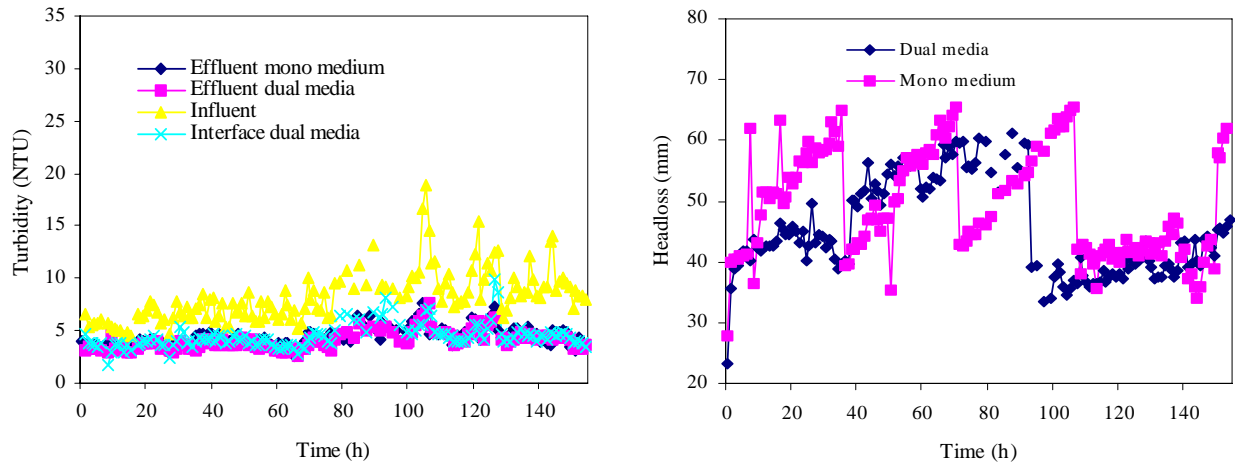 35
30
25
20
15
10
5
0
Turbidity (NTU)
Effluent mono medium
Effluent dual media
Influent
Interface dual media
0 20 40 60 80 100 120 140
Time (h)
80
70
60
50
40
30
20
Headloss (mm)
Dual media
Mono medium
0 20 40 60 80 100 120 140
Time (h)